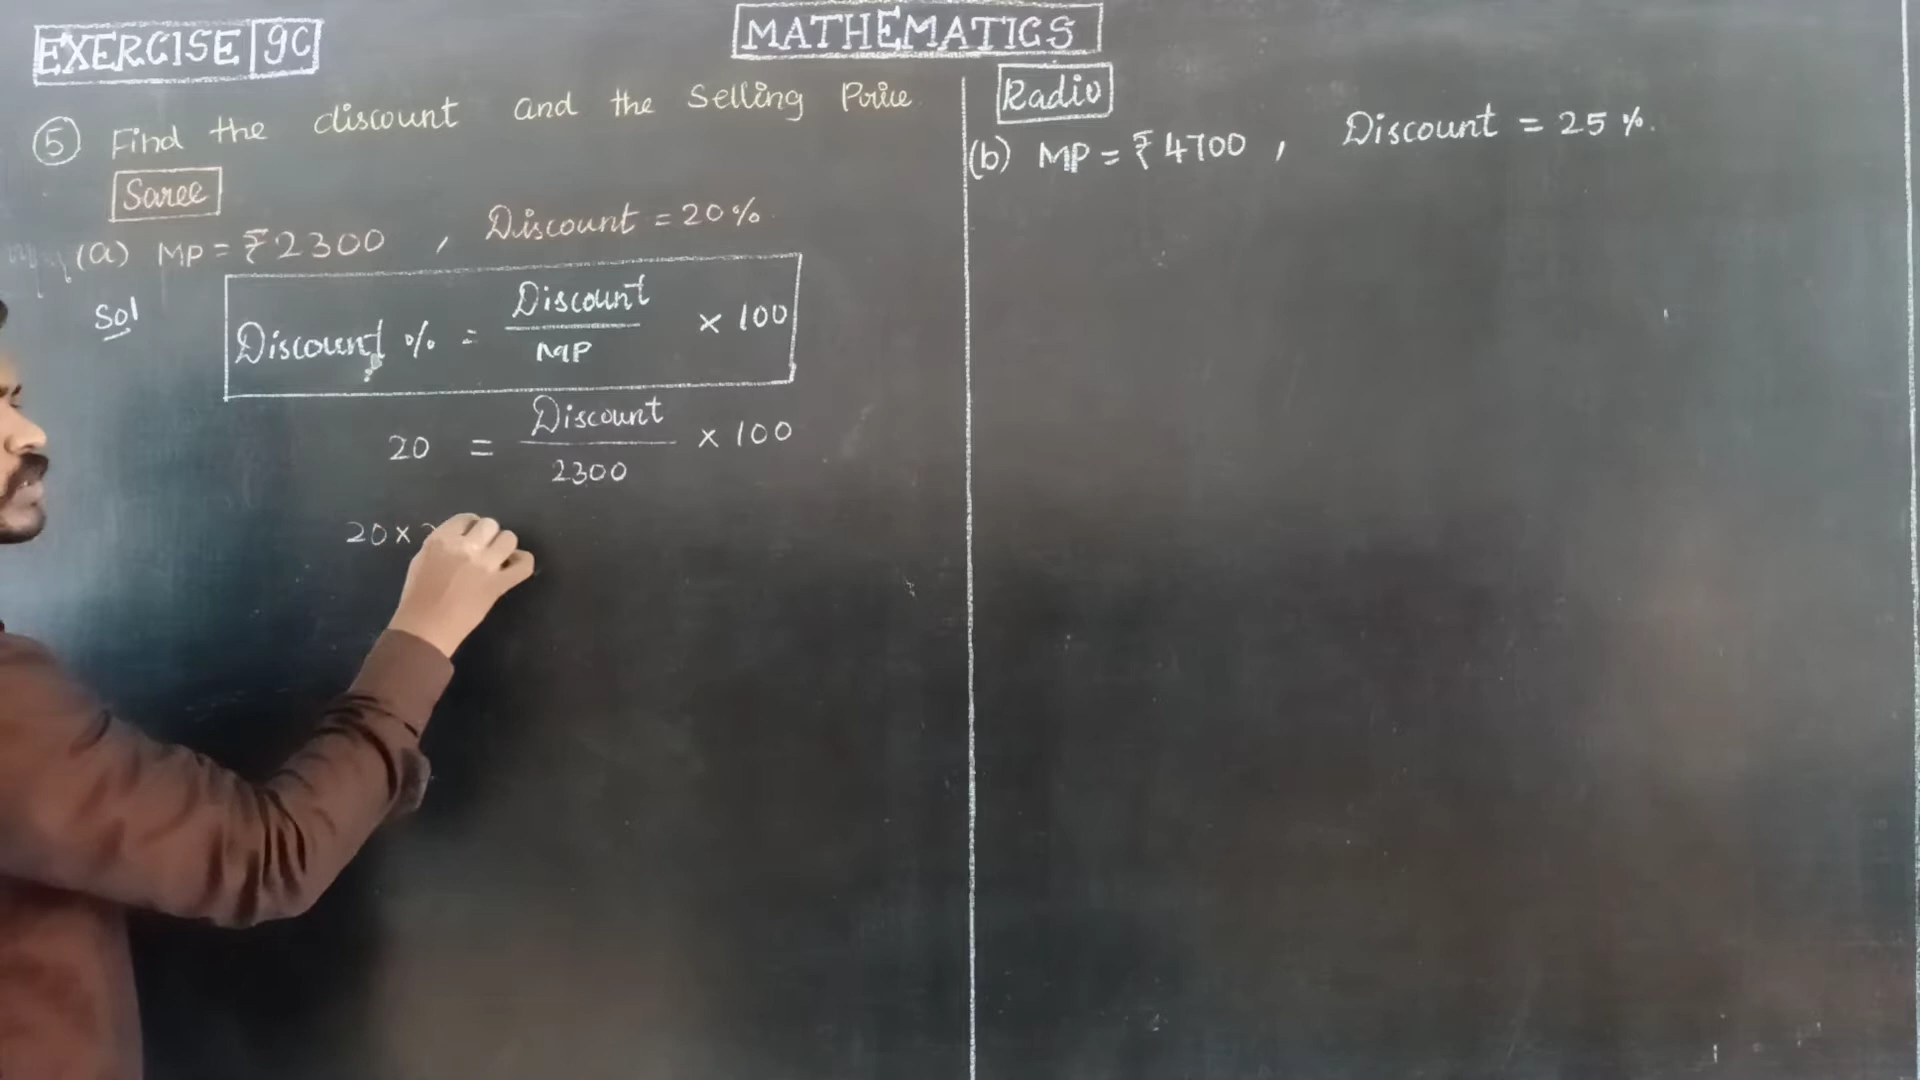 EXERCISE 9C
MATHEMATICS
5 Find the discount and the Selling Price
Saree
(a) MP = ₹2300 , Discount = 20%.
Sol
Discount % = Discount / MP × 100
20 = Discount / 2300 × 100
20 ×
Radio
(b) MP = ₹4700 , Discount = 25%.